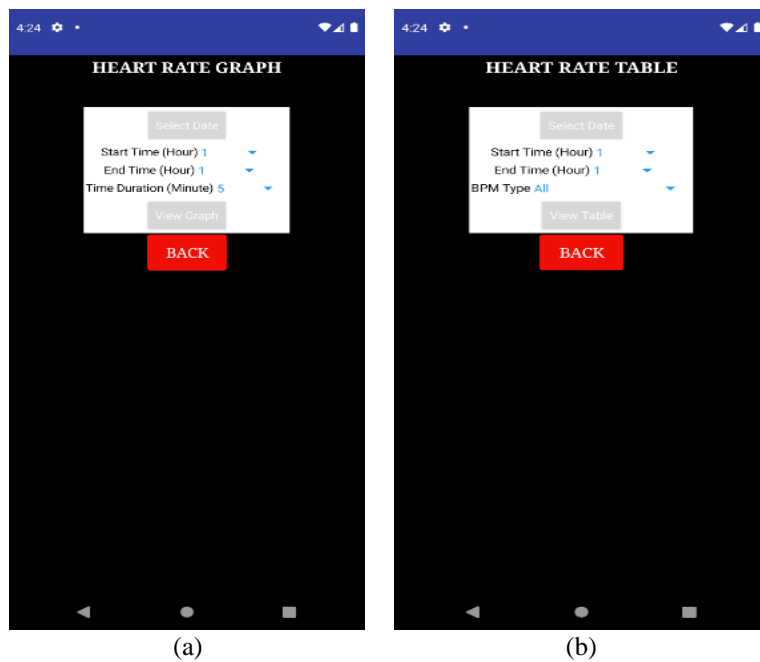 4:24
HEART RATE GRAPH
Select Date
Start Time (Hour) 1
End Time (Hour) 1
Time Duration (Minute) 5
View Graph
BACK
(a)
4:24
HEART RATE TABLE
Select Date
Start Time (Hour) 1
End Time (Hour) 1
BPM Type All
View Table
BACK
(b)